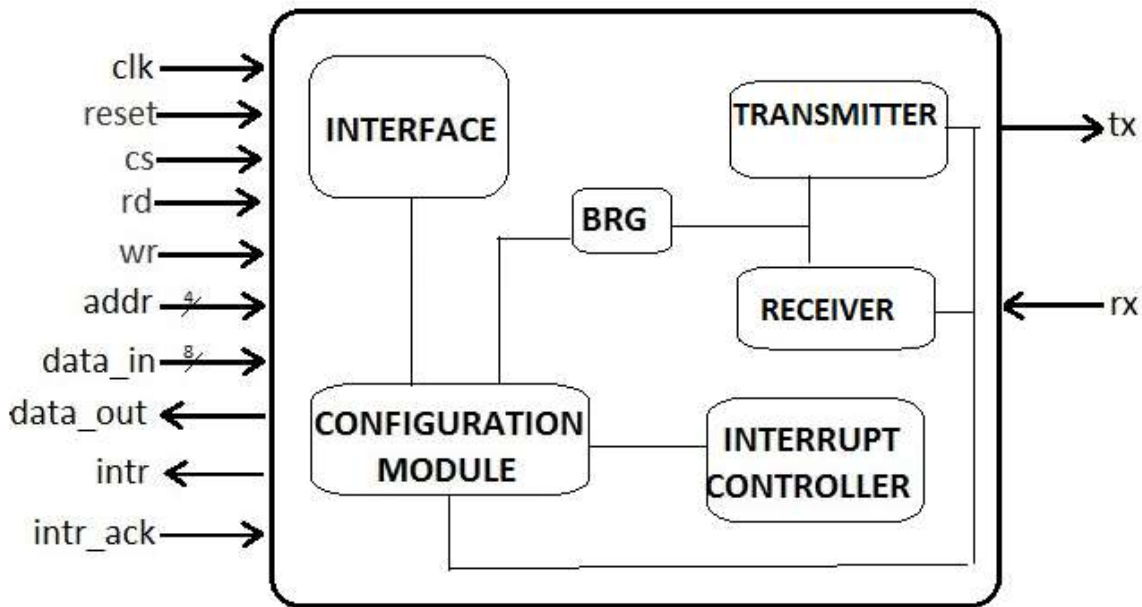 clk
reset
cs
rd
wr
addr 4
data_in 8
data_out
intr
intr_ack
INTERFACE
TRANSMITTER
BRG
RECEIVER
CONFIGURATION
MODULE
INTERRUPT
CONTROLLER
tx
rx